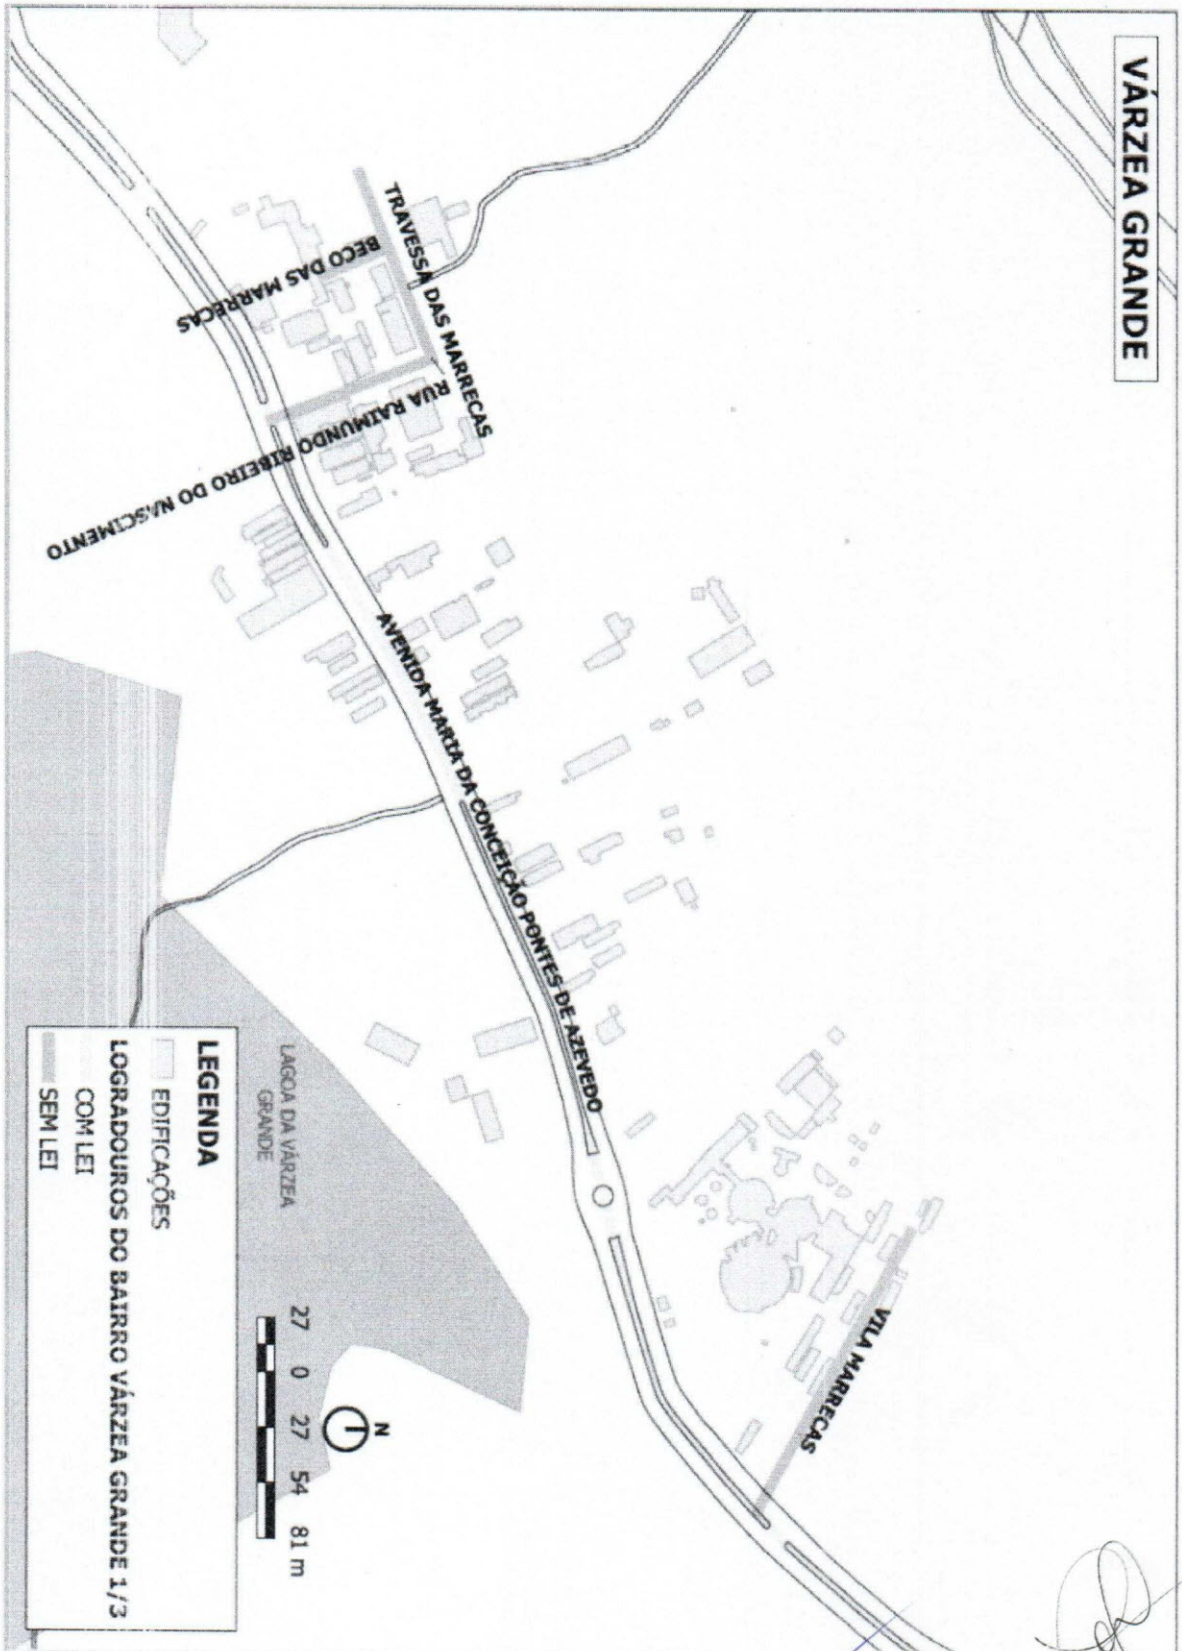 VÁRZEA GRANDE
TRAVESSA DAS MARRECAS
BECO DAS MARRECAS
RUA RAIMUNDO RIBEIRO DO NASCIMENTO
AVENIDA MARIA DA CONCEIÇÃO PONTES DE AZEVEDO
VILA MARRECAS
LAGOA DA VÁRZEA
GRANDE
N
27 0 27 54 81 m
LEGENDA
EDIFICAÇÕES
LOGRADOUROS DO BAIRRO VÁRZEA GRANDE 1/3
COM LEI
SEM LEI